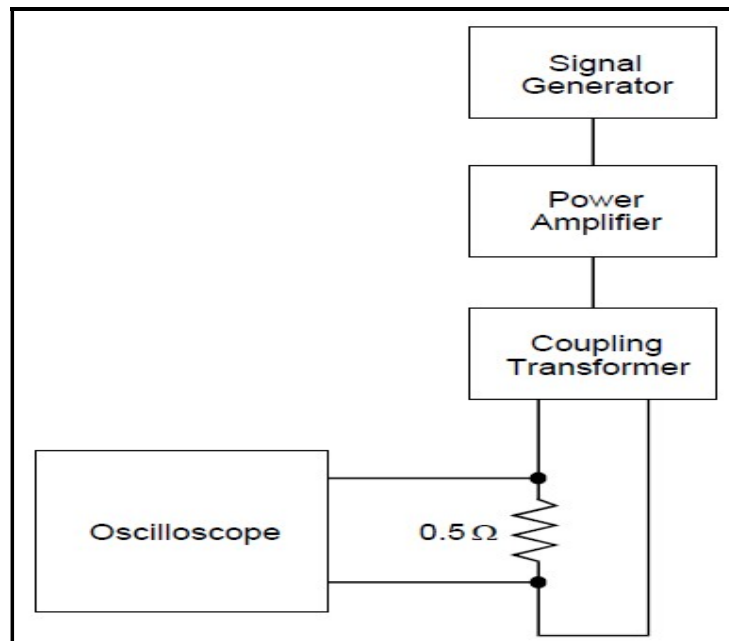 Signal
Generator
Power
Amplifier
Coupling
Transformer
Oscilloscope
0.5 Ω